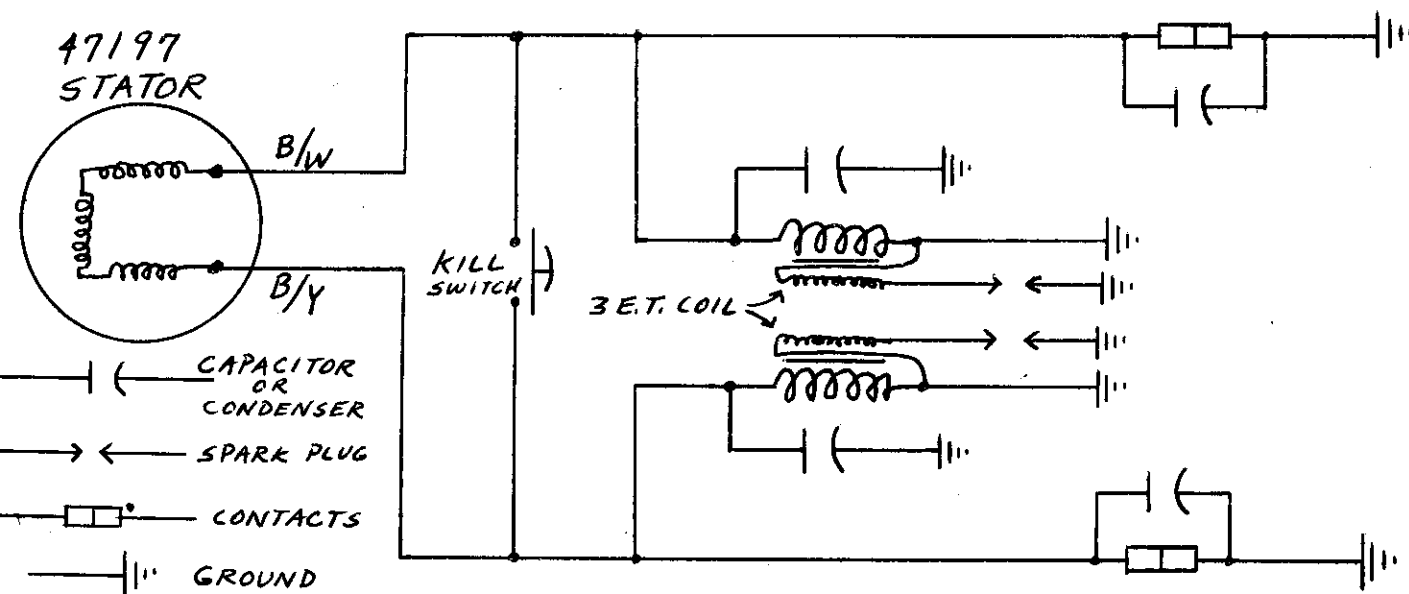 47197
STATOR
B/W
B/Y
KILL
SWITCH
3 E.T. COIL
CAPACITOR
OR
CONDENSER
SPARK PLUG
CONTACTS
GROUND